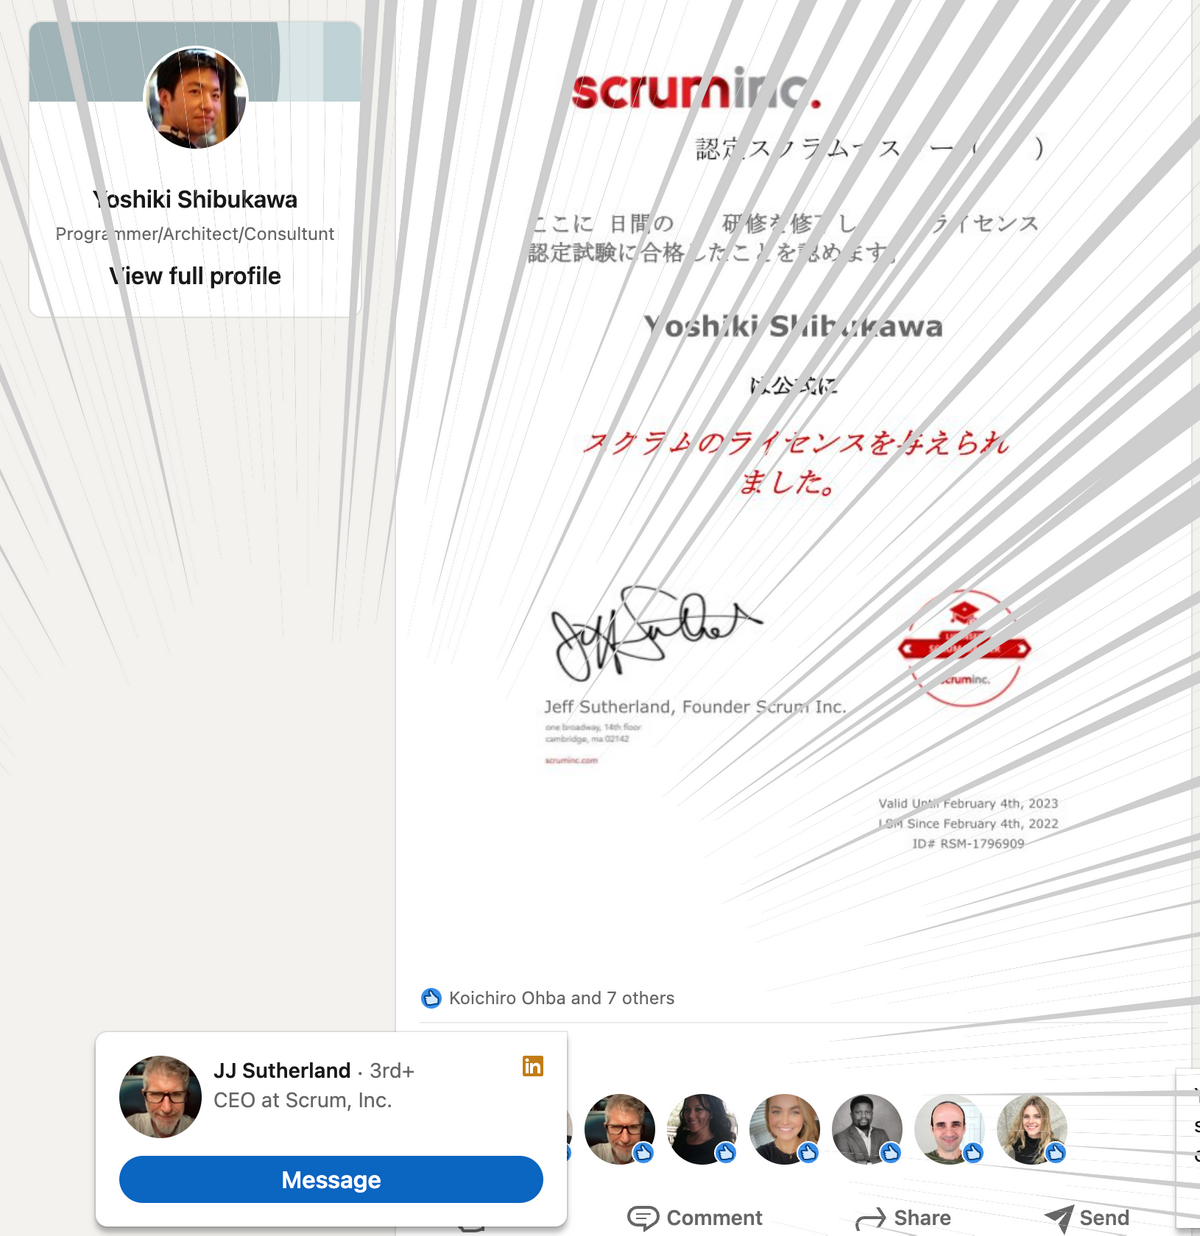 Yoshiki Shibukawa
Programmer/Architect/Consultunt
View full profile
scruminc.
認定スクラムマスター ( )
ここに 日間の 研修を修了し ライセンス
認定試験に合格したことを認めます。
Yoshiki Shibukawa
は公式に
スクラムのライセンスを与えられ
ました。
Jeff Sutherland
Jeff Sutherland, Founder Scrum Inc.
one broadway, 14th floor
cambridge, ma 02142
scruminc.com
LICENSED
SCRUM MASTER
scruminc.
Valid Until February 4th, 2023
LSM Since February 4th, 2022
ID# RSM-1796909
Koichiro Ohba and 7 others
JJ Sutherland · 3rd+
in
CEO at Scrum, Inc.
Message
Comment
Share
Send